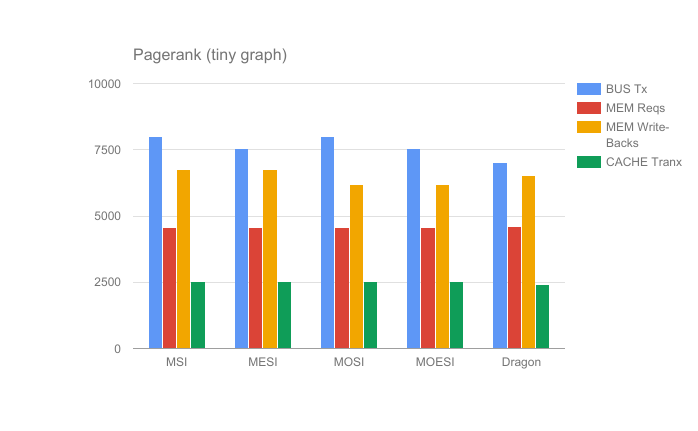 Pagerank (tiny graph)
10000
7500
5000
2500
0
MSI
MESI
MOSI
MOESI
Dragon
BUS Tx
MEM Reqs
MEM Write-
Backs
CACHE Tranx